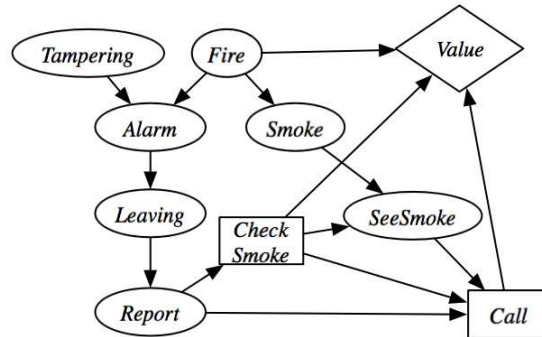 Tampering
Fire
Value
Alarm
Smoke
Leaving
Check
Smoke
SeeSmoke
Report
Call